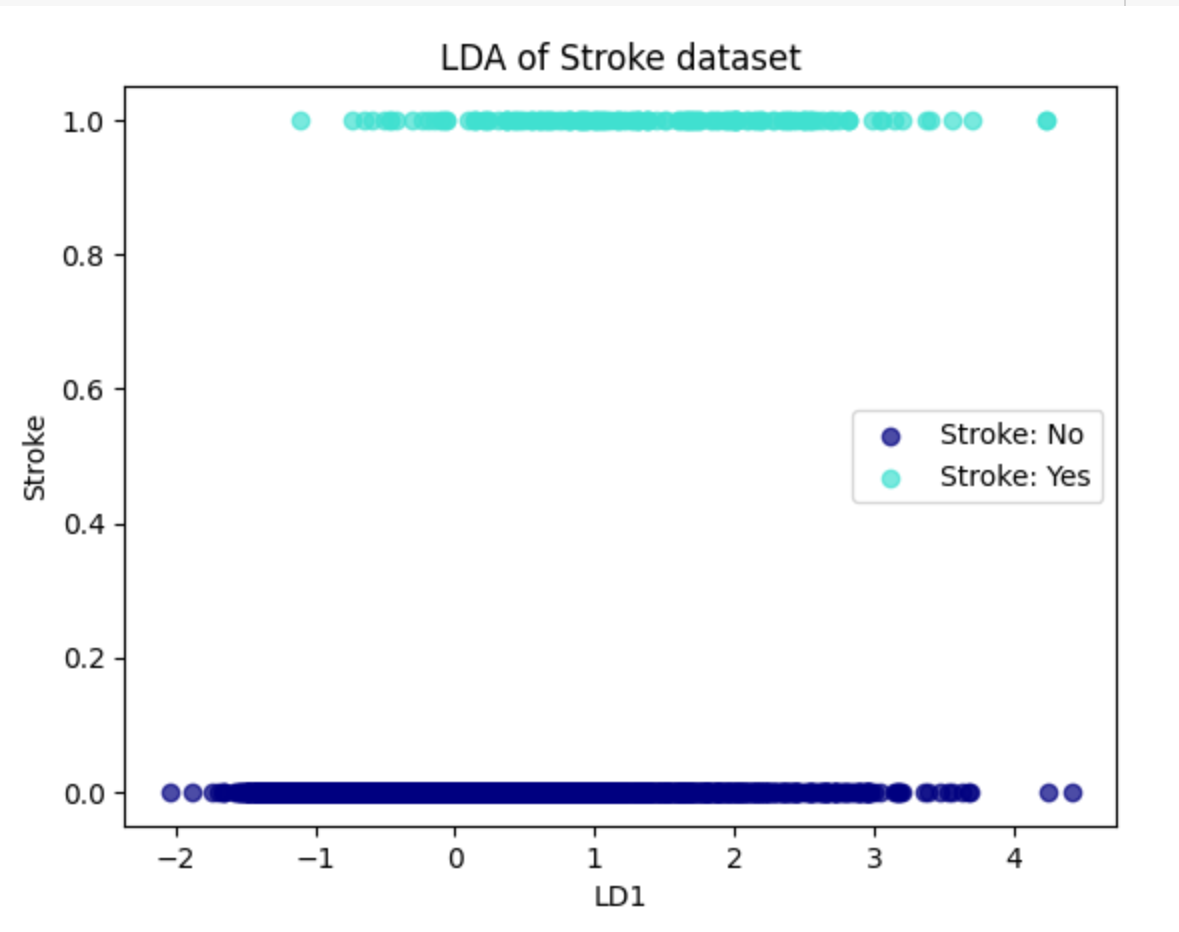 LDA of Stroke dataset
1.0
0.8
0.6
0.4
0.2
0.0
Stroke
Stroke: No
Stroke: Yes
−2 −1 0 1 2 3 4
LD1